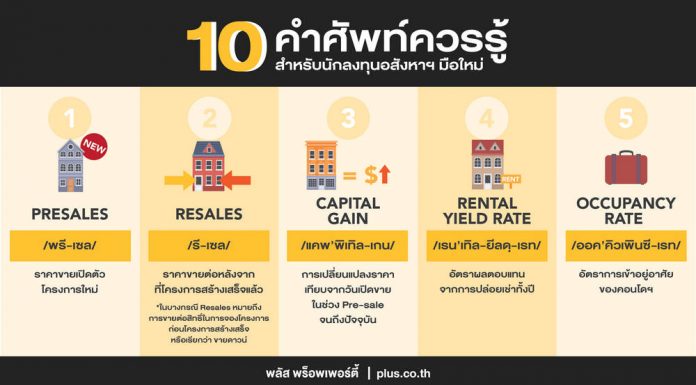 10 คำศัพท์ควรรู้
สำหรับนักลงทุนอสังหาฯ มือใหม่
1
NEW
PRESALES
/พรี-เซล/
ราคาขายเปิดตัว
โครงการใหม่
2
RESALES
/รี-เซล/
ราคาขายต่อหลังจาก
ที่โครงการสร้างเสร็จแล้ว
*ในบางกรณี Resales หมายถึง
การขายต่อสิทธิ์ในการจองโครงการ
ก่อนโครงการสร้างเสร็จ
หรือเรียกว่า ขายดาวน์
3
= $
CAPITAL
GAIN
/แคพ'พิเทิล-เกน/
การเปลี่ยนแปลงราคา
เทียบจากวันเปิดขาย
ในช่วง Pre-sale
จนถึงปัจจุบัน
4
RENT
RENTAL
YIELD RATE
/เรน'เทิล-ยีลดฺ-เรท/
อัตราผลตอบแทน
จากการปล่อยเช่าทั้งปี
5
OCCUPANCY
RATE
/ออค'คิวเพินซี-เรท/
อัตราการเข้าอยู่อาศัย
ของคอนโดฯ
พลัส พร็อพเพอร์ตี้ | plus.co.th